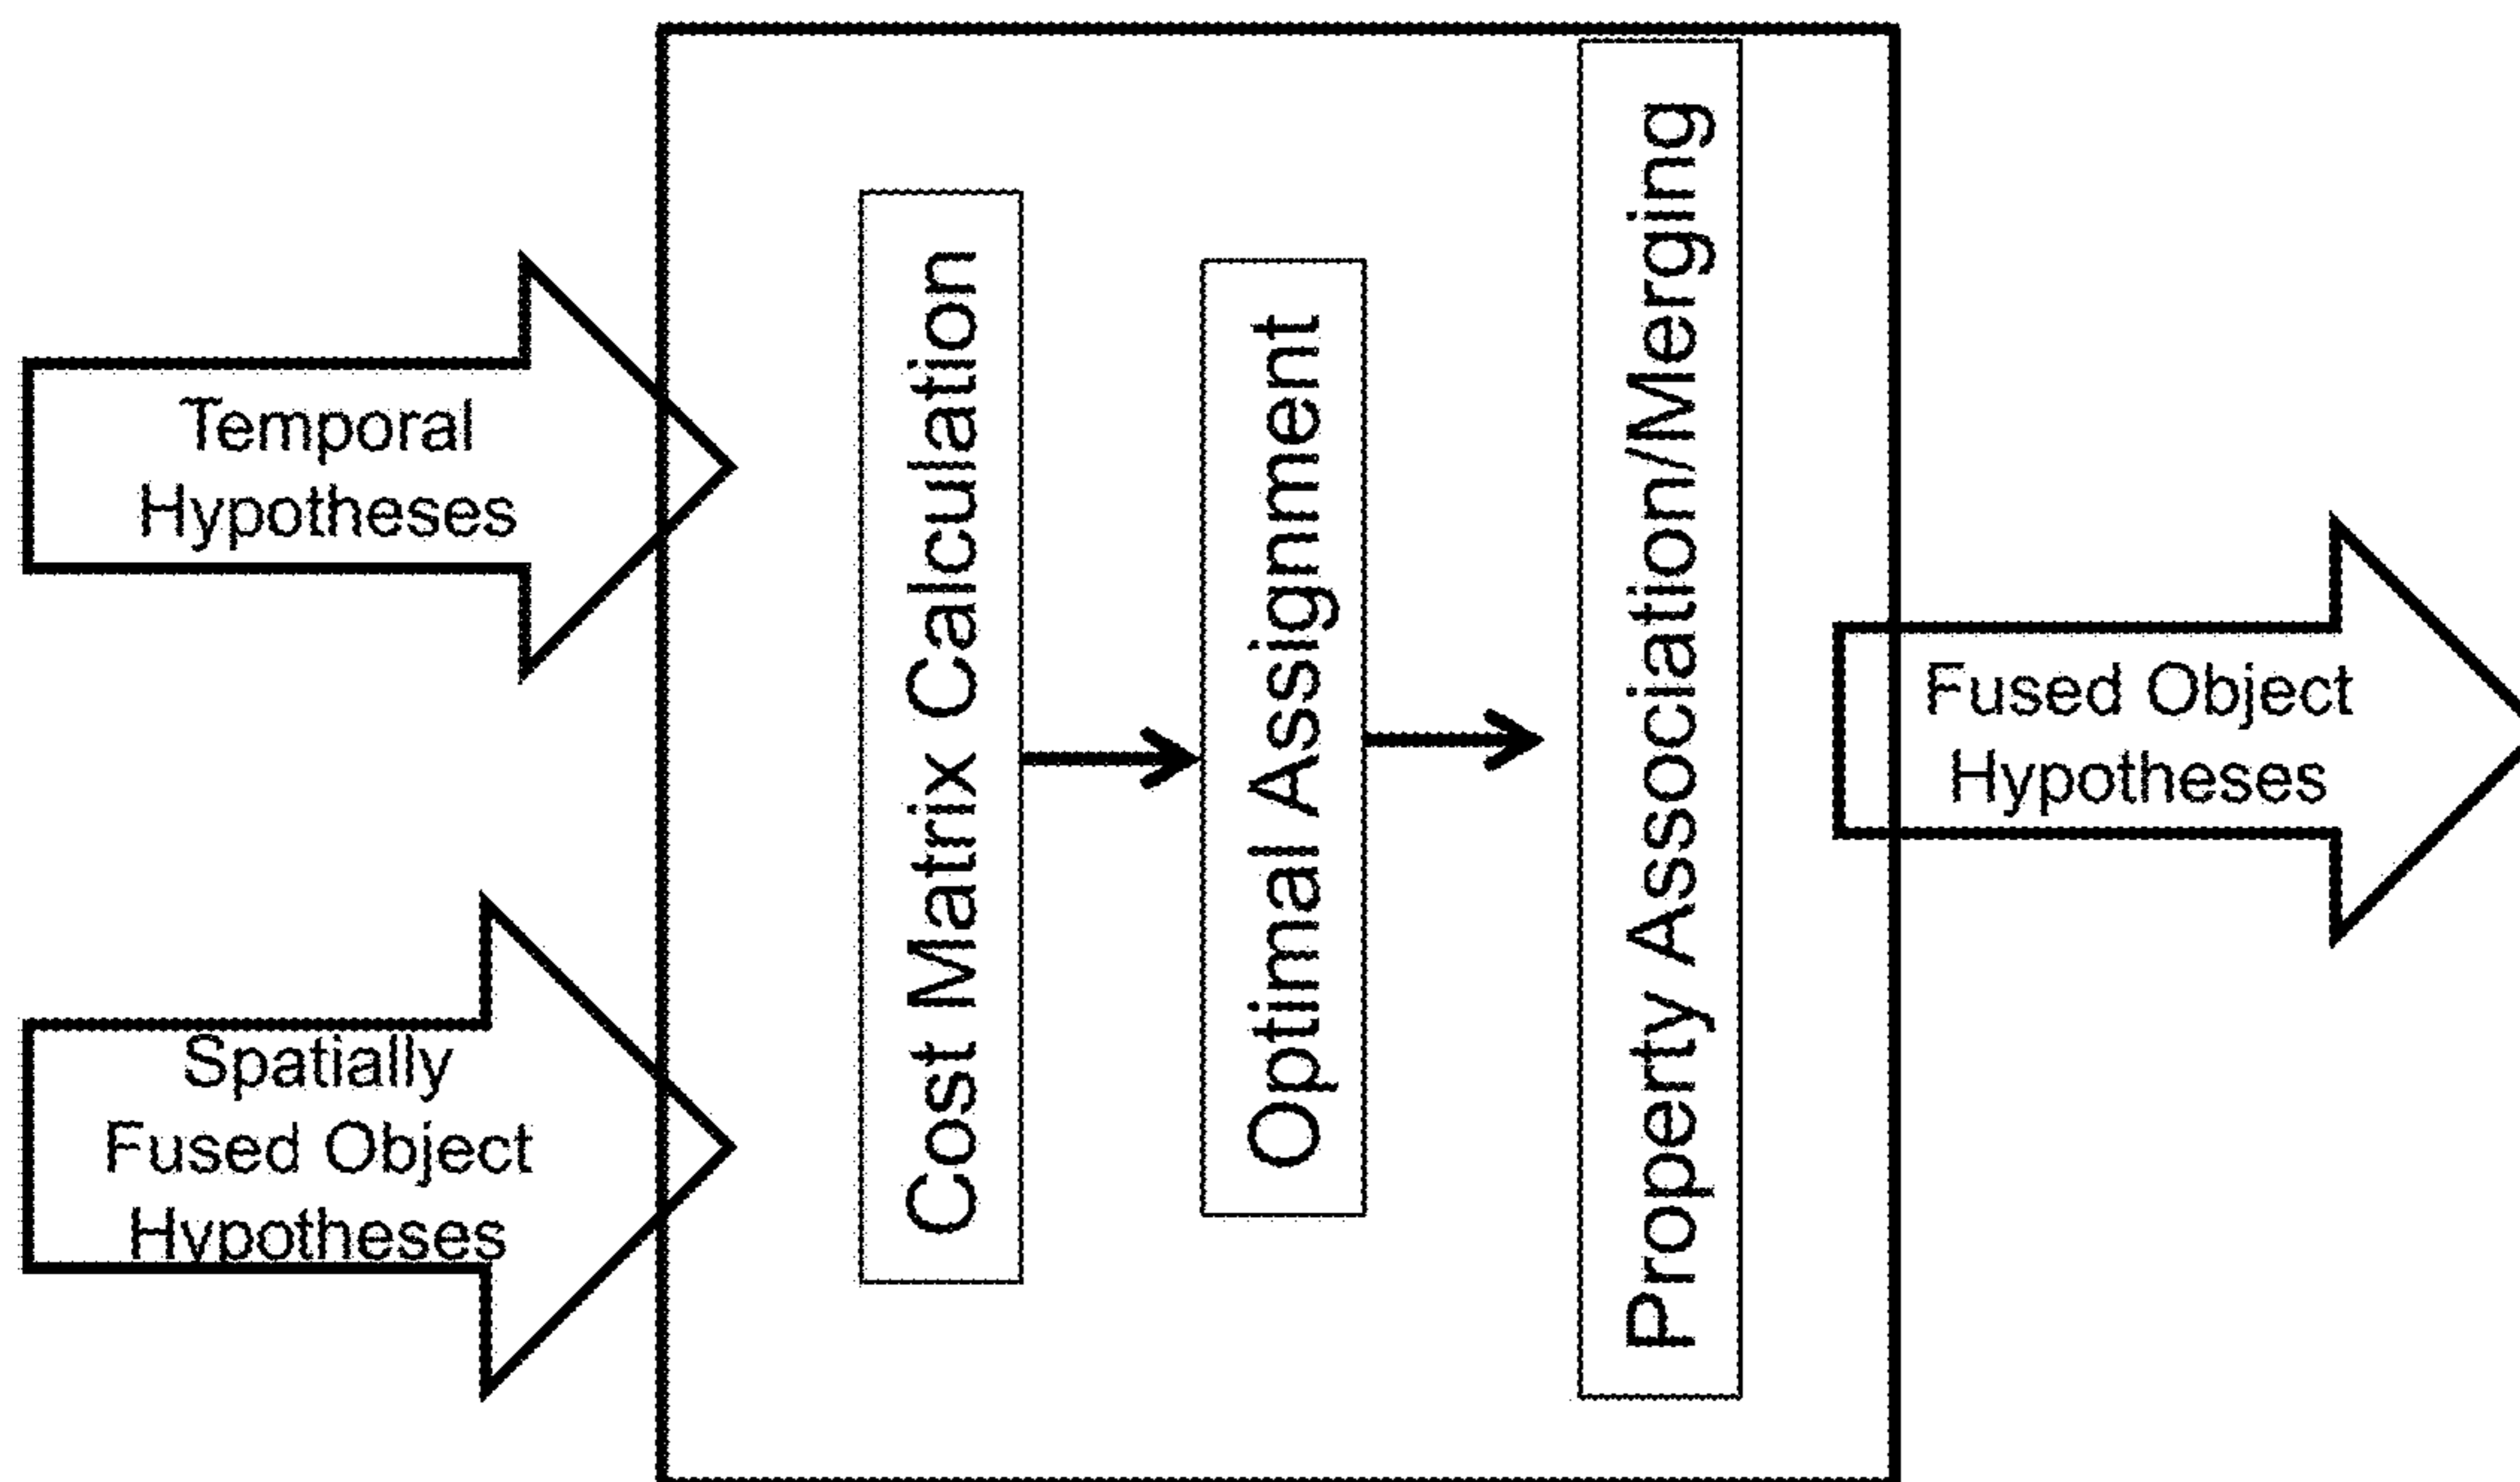 Temporal
Hypotheses
Spatially
Fused Object
Hypotheses
Cost Matrix Calculation
Optimal Assignment
Property Association/Merging
Fused Object
Hypotheses